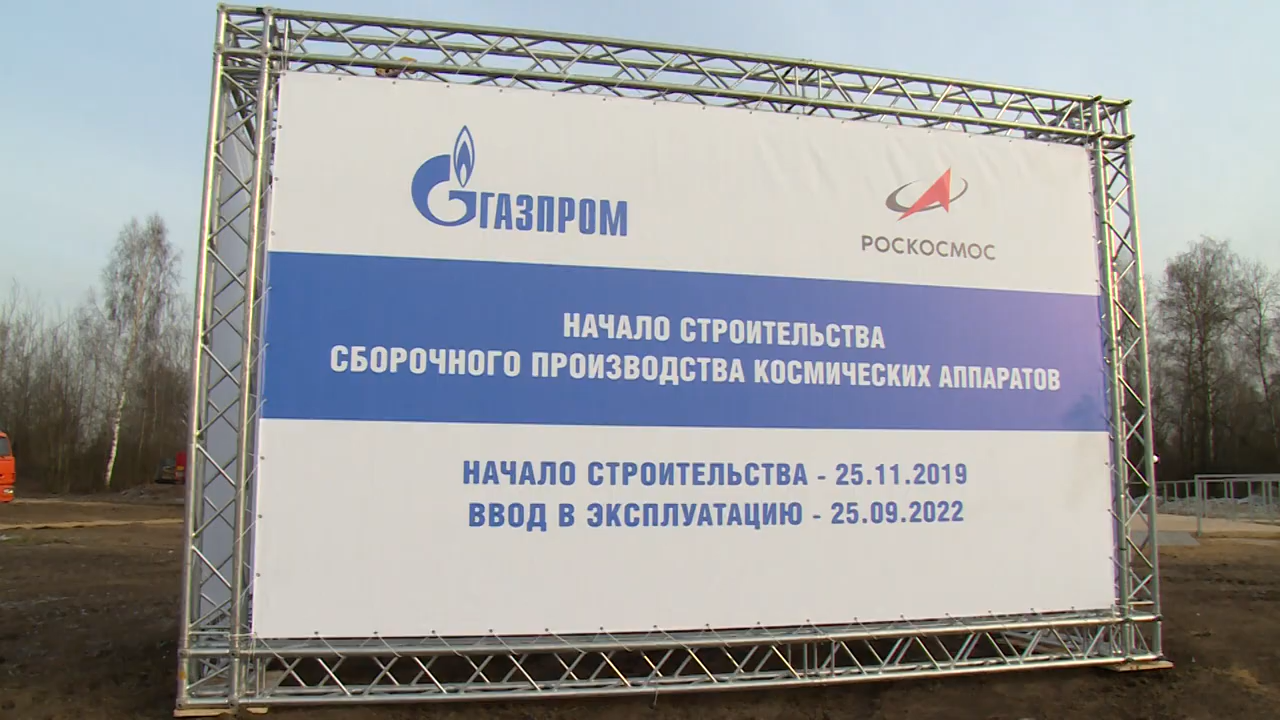 ГАЗПРОМ
РОСКОСМОС
НАЧАЛО СТРОИТЕЛЬСТВА
СБОРОЧНОГО ПРОИЗВОДСТВА КОСМИЧЕСКИХ АППАРАТОВ
НАЧАЛО СТРОИТЕЛЬСТВА - 25.11.2019
ВВОД В ЭКСПЛУАТАЦИЮ - 25.09.2022